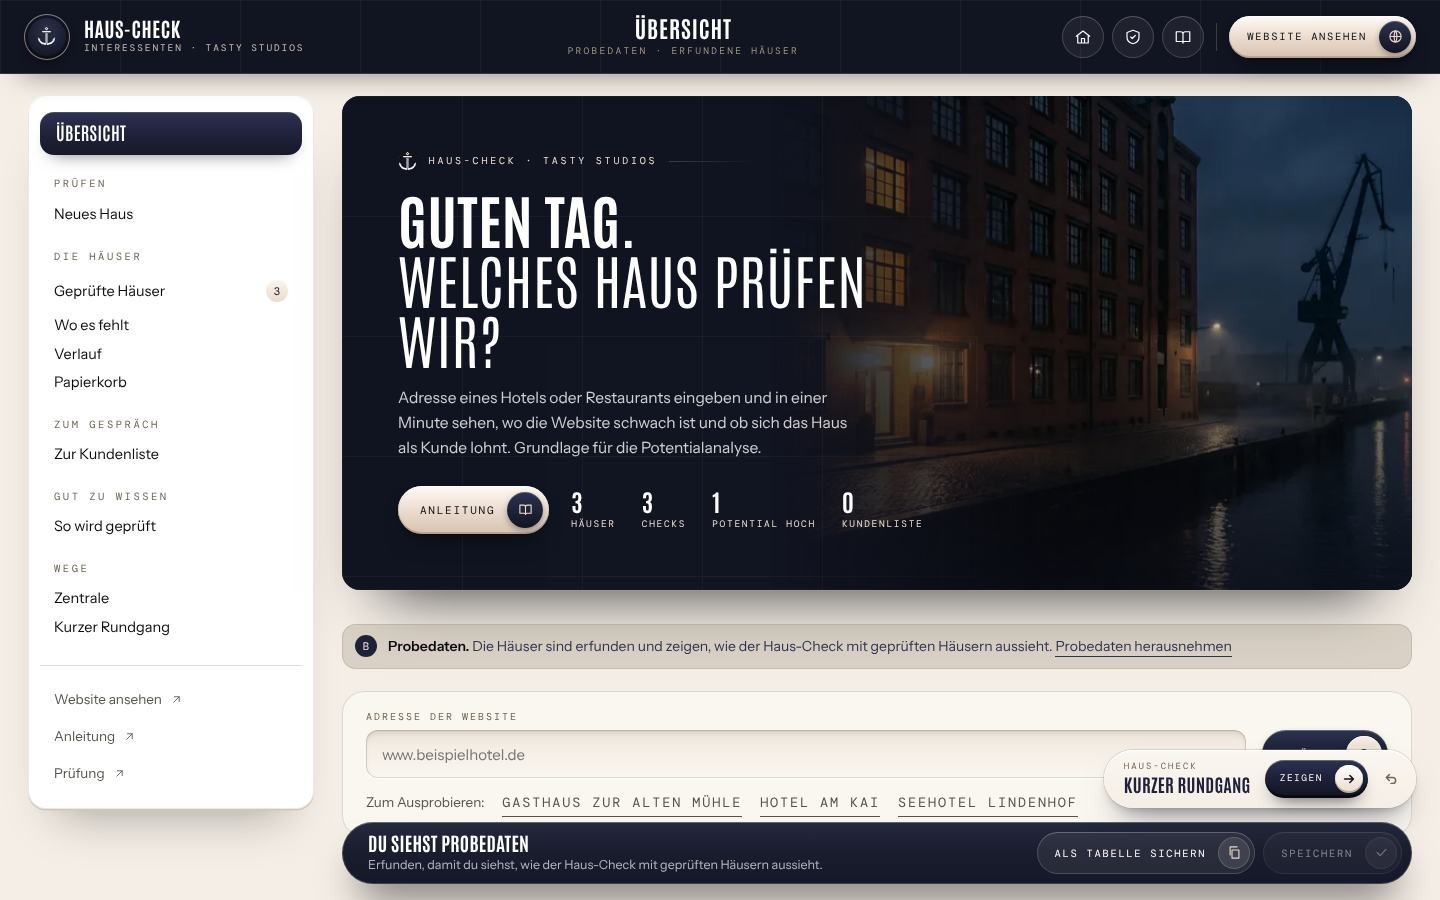 HAUS-CHECK
INTERESSENTEN · TASTY STUDIOS
ÜBERSICHT
PROBEDATEN · ERFUNDENE HÄUSER
WEBSITE ANSEHEN
ÜBERSICHT
PRÜFEN
Neues Haus
DIE HÄUSER
Geprüfte Häuser 3
Wo es fehlt
Verlauf
Papierkorb
ZUM GESPRÄCH
Zur Kundenliste
GUT ZU WISSEN
So wird geprüft
WEGE
Zentrale
Kurzer Rundgang
Website ansehen
Anleitung
Prüfung
HAUS-CHECK · TASTY STUDIOS
GUTEN TAG.
WELCHES HAUS PRÜFEN
WIR?
Adresse eines Hotels oder Restaurants eingeben und in einer
Minute sehen, wo die Website schwach ist und ob sich das Haus
als Kunde lohnt. Grundlage für die Potentialanalyse.
ANLEITUNG
3 3 1 0
HÄUSER CHECKS POTENTIAL HOCH KUNDENLISTE
B Probedaten. Die Häuser sind erfunden und zeigen, wie der Haus-Check mit geprüften Häusern aussieht. Probedaten herausnehmen
ADRESSE DER WEBSITE
www.beispielhotel.de
Zum Ausprobieren: GASTHAUS ZUR ALTEN MÜHLE HOTEL AM KAI SEEHOTEL LINDENHOF
HAUS-CHECK
KURZER RUNDGANG
ZEIGEN
DU SIEHST PROBEDATEN
Erfunden, damit du siehst, wie der Haus-Check mit geprüften Häusern aussieht.
ALS TABELLE SICHERN
SPEICHERN